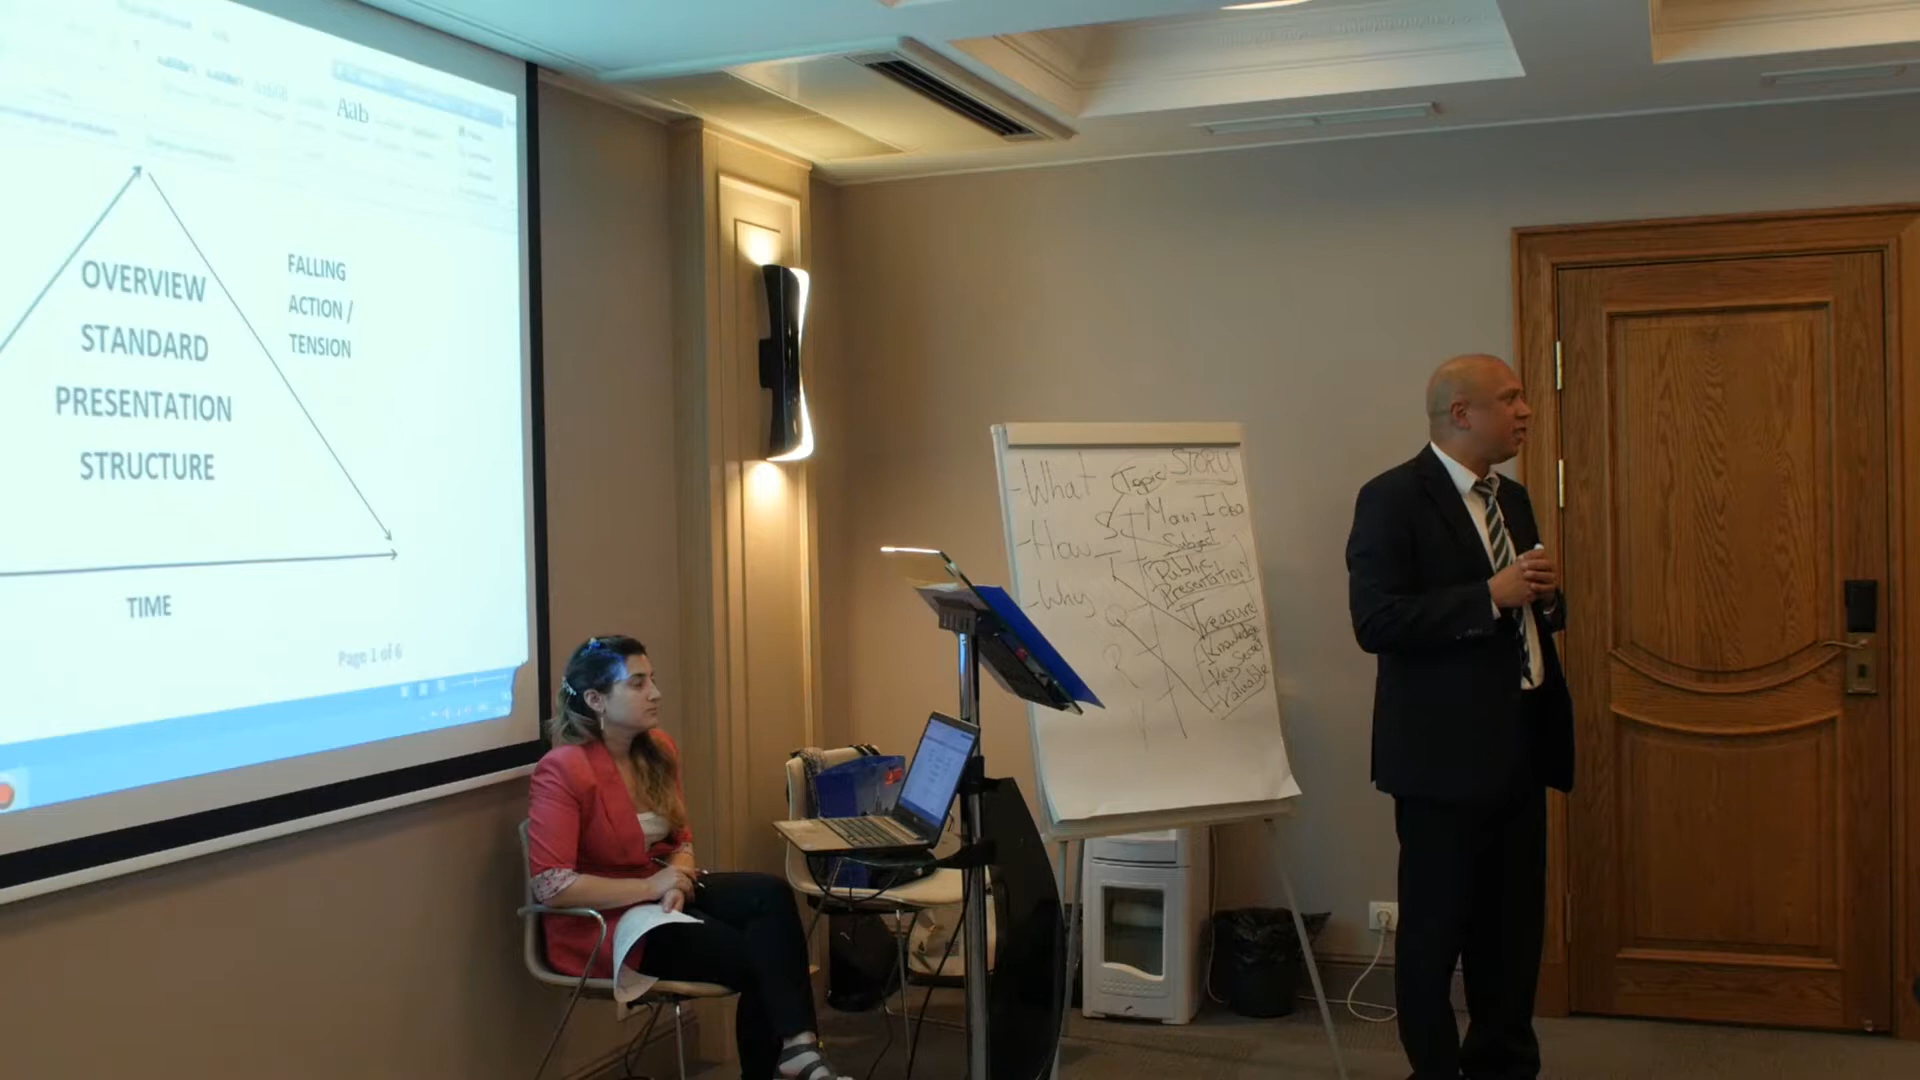 Aab
OVERVIEW
STANDARD
PRESENTATION
STRUCTURE
FALLING
ACTION /
TENSION
TIME
Page 1 of 6
-What
-How
-Why
Topic
STORY
Main Idea
Subject
Public
Presentation
S
T
Q
R
Y
Treasure
Knowledge
Key Secret
Valuable